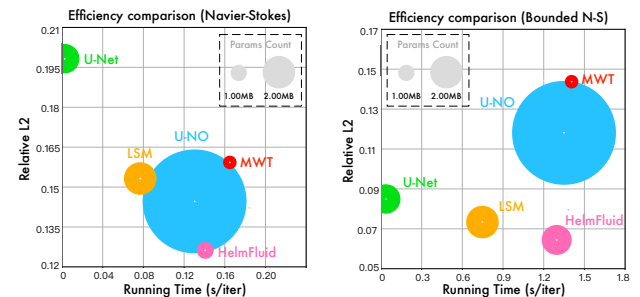 Efficiency comparison (Navier-Stokes)
0.21
0.195
0.18
0.165
0.15
0.135
0.12
Relative L2
0
0.04
0.08
0.12
0.16
0.20
Running Time (s/iter)
Params Count
1.00MB
2.00MB
U-Net
U-NO
LSM
MWT
HelmFluid
Efficiency comparison (Bounded N-S)
0.17
0.15
0.13
0.11
0.09
0.07
0.05
Relative L2
0
0.3
0.6
0.9
1.2
1.5
1.8
Running Time (s/iter)
Params Count
1.00MB
2.00MB
MWT
U-NO
U-Net
LSM
HelmFluid